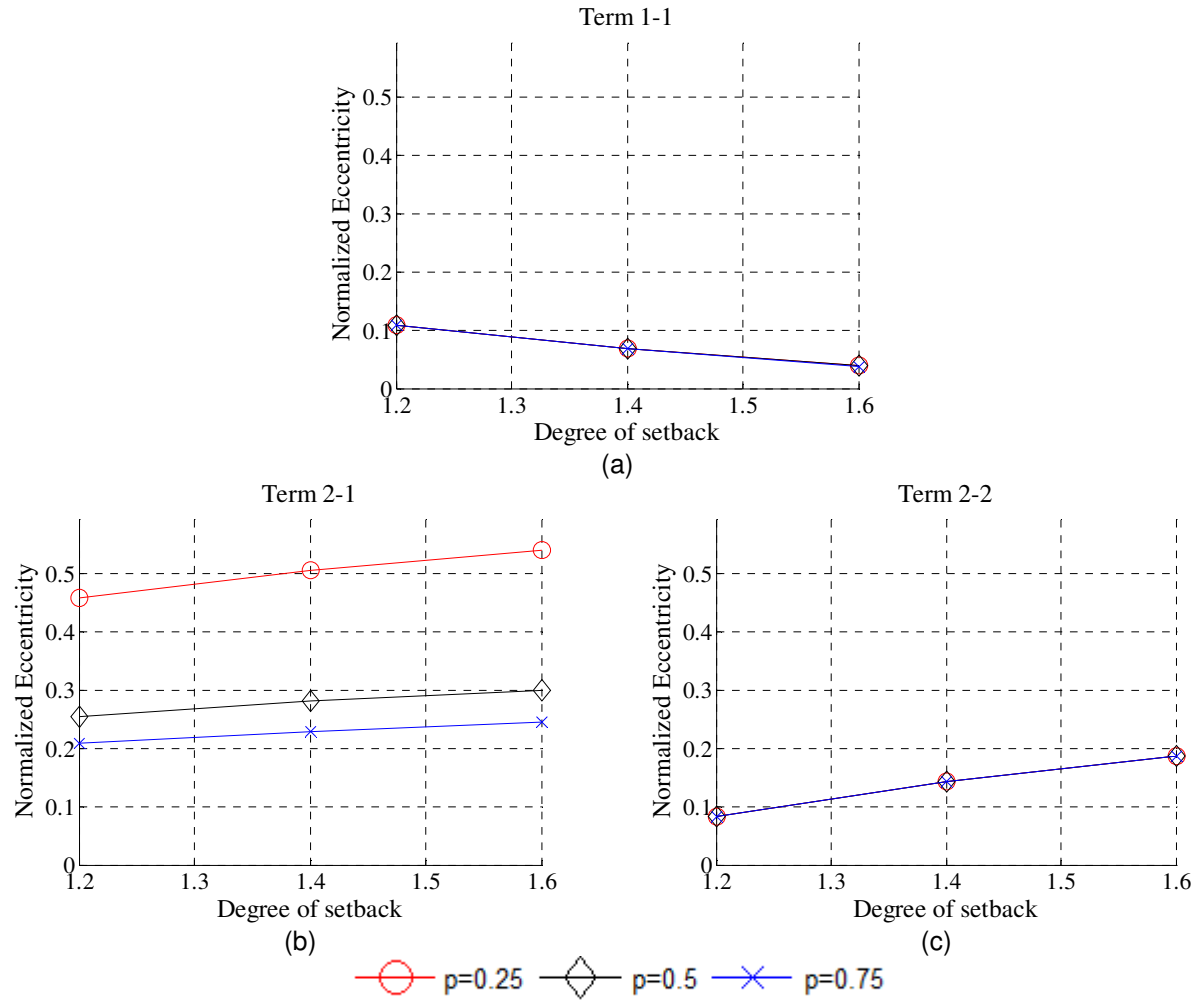 Term 1-1
Normalized Eccentricity
0.5
0.4
0.3
0.2
0.1
0
1.2 1.3 1.4 1.5 1.6
Degree of setback
(a)
Term 2-1
Normalized Eccentricity
0.5
0.4
0.3
0.2
0.1
0
1.2 1.3 1.4 1.5 1.6
Degree of setback
(b)
Term 2-2
Normalized Eccentricity
0.5
0.4
0.3
0.2
0.1
0
1.2 1.3 1.4 1.5 1.6
Degree of setback
(c)
p=0.25 p=0.5 p=0.75